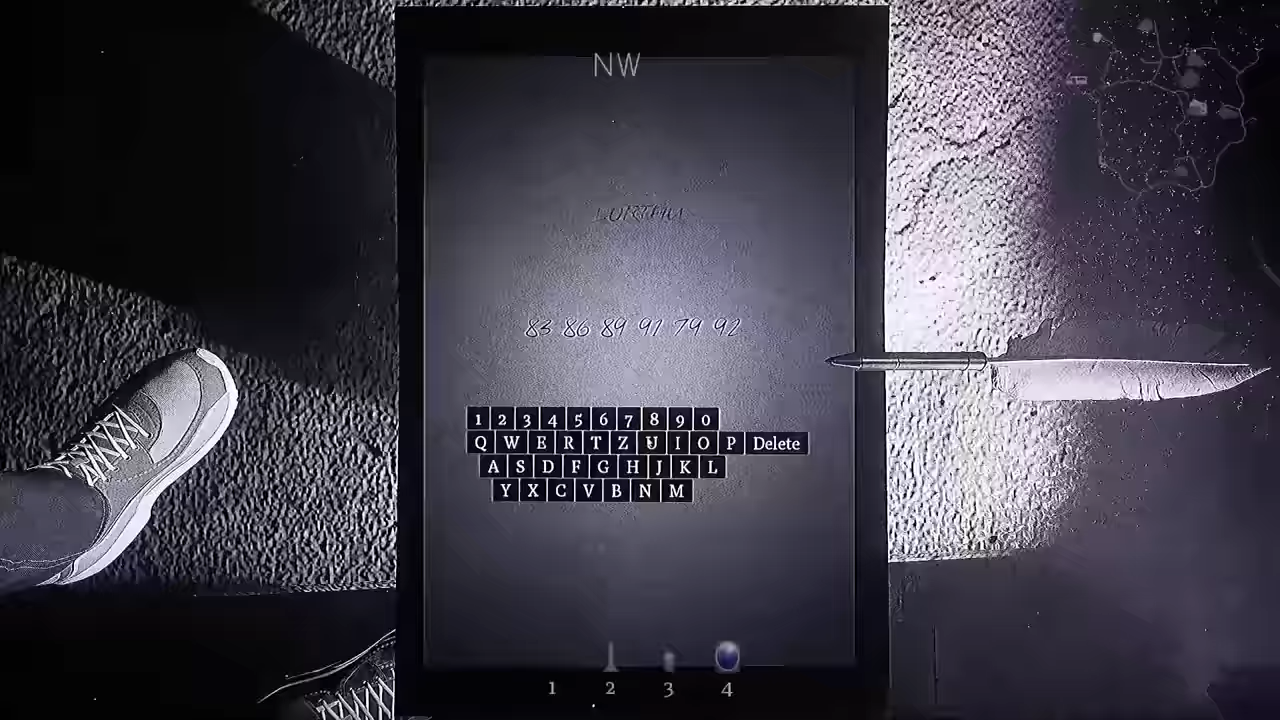 NW
83 86 89 91 79 92
1 2 3 4 5 6 7 8 9 0
Q W E R T Z U I O P Delete
A S D F G H J K L
Y X C V B N M
1 2 3 4